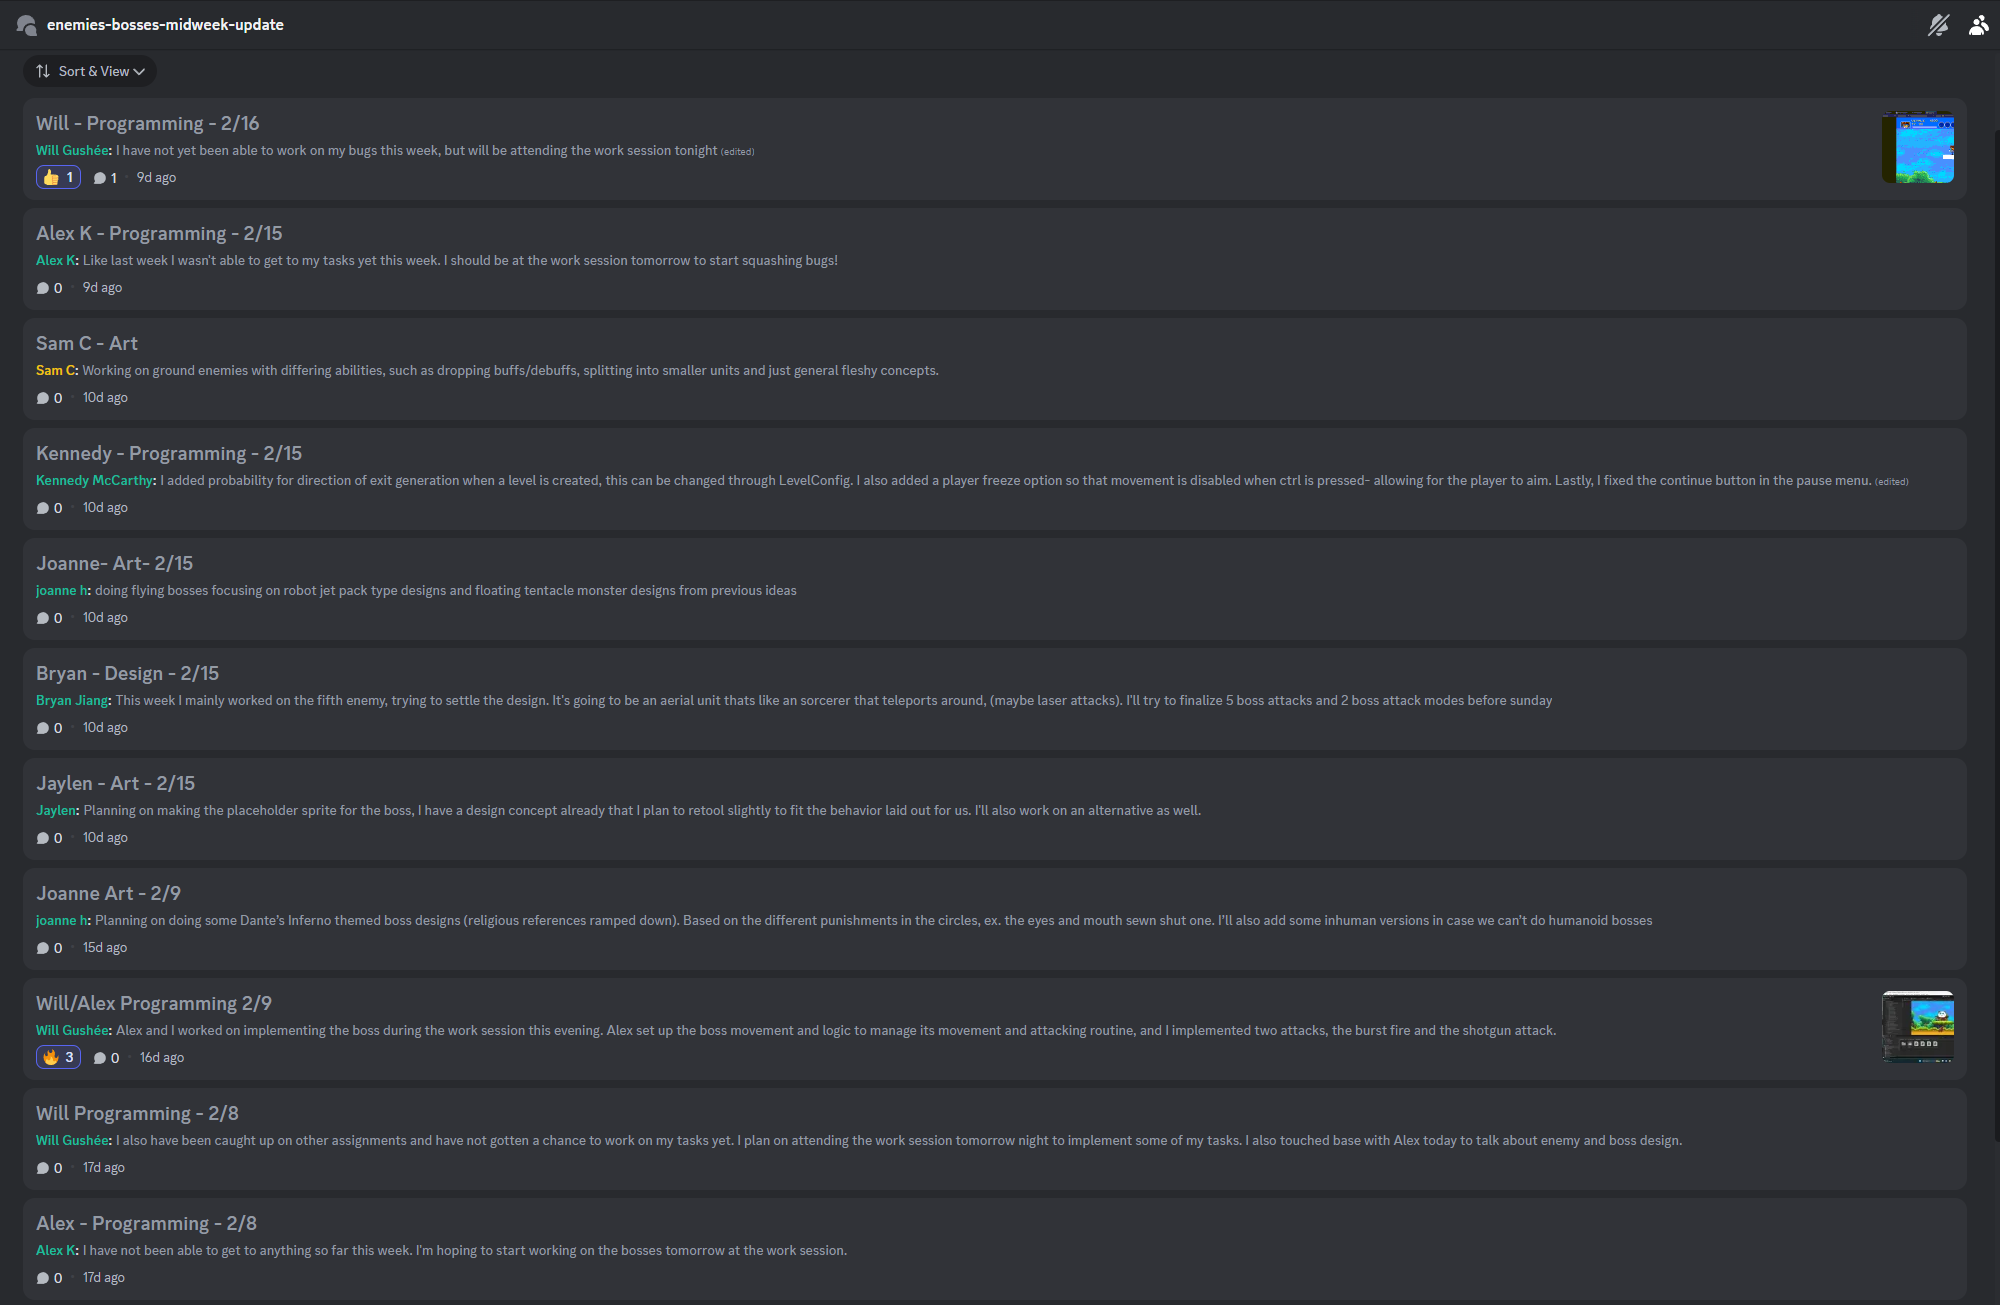 enemies-bosses-midweek-update
Sort & View
Will - Programming - 2/16
Will Gushée: I have not yet been able to work on my bugs this week, but will be attending the work session tonight (edited)
1 1 9d ago
Alex K - Programming - 2/15
Alex K: Like last week I wasn't able to get to my tasks yet this week. I should be at the work session tomorrow to start squashing bugs!
0 9d ago
Sam C - Art
Sam C: Working on ground enemies with differing abilities, such as dropping buffs/debuffs, splitting into smaller units and just general fleshy concepts.
0 10d ago
Kennedy - Programming - 2/15
Kennedy McCarthy: I added probability for direction of exit generation when a level is created, this can be changed through LevelConfig. I also added a player freeze option so that movement is disabled when ctrl is pressed- allowing for the player to aim. Lastly, I fixed the continue button in the pause menu. (edited)
0 10d ago
Joanne- Art- 2/15
joanne h: doing flying bosses focusing on robot jet pack type designs and floating tentacle monster designs from previous ideas
0 10d ago
Bryan - Design - 2/15
Bryan Jiang: This week I mainly worked on the fifth enemy, trying to settle the design. It's going to be an aerial unit thats like an sorcerer that teleports around, (maybe laser attacks). I'll try to finalize 5 boss attacks and 2 boss attack modes before sunday
0 10d ago
Jaylen - Art - 2/15
Jaylen: Planning on making the placeholder sprite for the boss, I have a design concept already that I plan to retool slightly to fit the behavior laid out for us. I'll also work on an alternative as well.
0 10d ago
Joanne Art - 2/9
joanne h: Planning on doing some Dante's Inferno themed boss designs (religious references ramped down). Based on the different punishments in the circles, ex. the eyes and mouth sewn shut one. I'll also add some inhuman versions in case we can't do humanoid bosses
0 15d ago
Will/Alex Programming 2/9
Will Gushée: Alex and I worked on implementing the boss during the work session this evening. Alex set up the boss movement and logic to manage its movement and attacking routine, and I implemented two attacks, the burst fire and the shotgun attack.
3 0 16d ago
Will Programming - 2/8
Will Gushée: I also have been caught up on other assignments and have not gotten a chance to work on my tasks yet. I plan on attending the work session tomorrow night to implement some of my tasks. I also touched base with Alex today to talk about enemy and boss design.
0 17d ago
Alex - Programming - 2/8
Alex K: I have not been able to get to anything so far this week. I'm hoping to start working on the bosses tomorrow at the work session.
0 17d ago